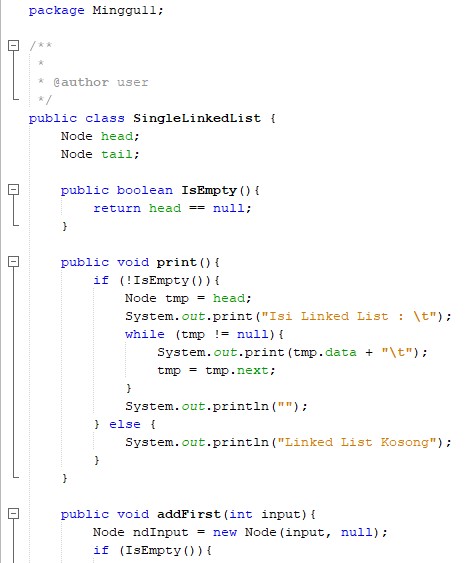 package Minggu11;
/**
 *
 * @author user
 */
public class SingleLinkedList {
    Node head;
    Node tail;
    public boolean IsEmpty(){
        return head == null;
    }
    public void print(){
        if (!IsEmpty()){
            Node tmp = head;
            System.out.print("Isi Linked List : \t");
            while (tmp != null){
                System.out.print(tmp.data + "\t");
                tmp = tmp.next;
            }
            System.out.println("");
        } else {
            System.out.println("Linked List Kosong");
        }
    }
    public void addFirst(int input){
        Node ndInput = new Node(input, null);
        if (IsEmpty()){